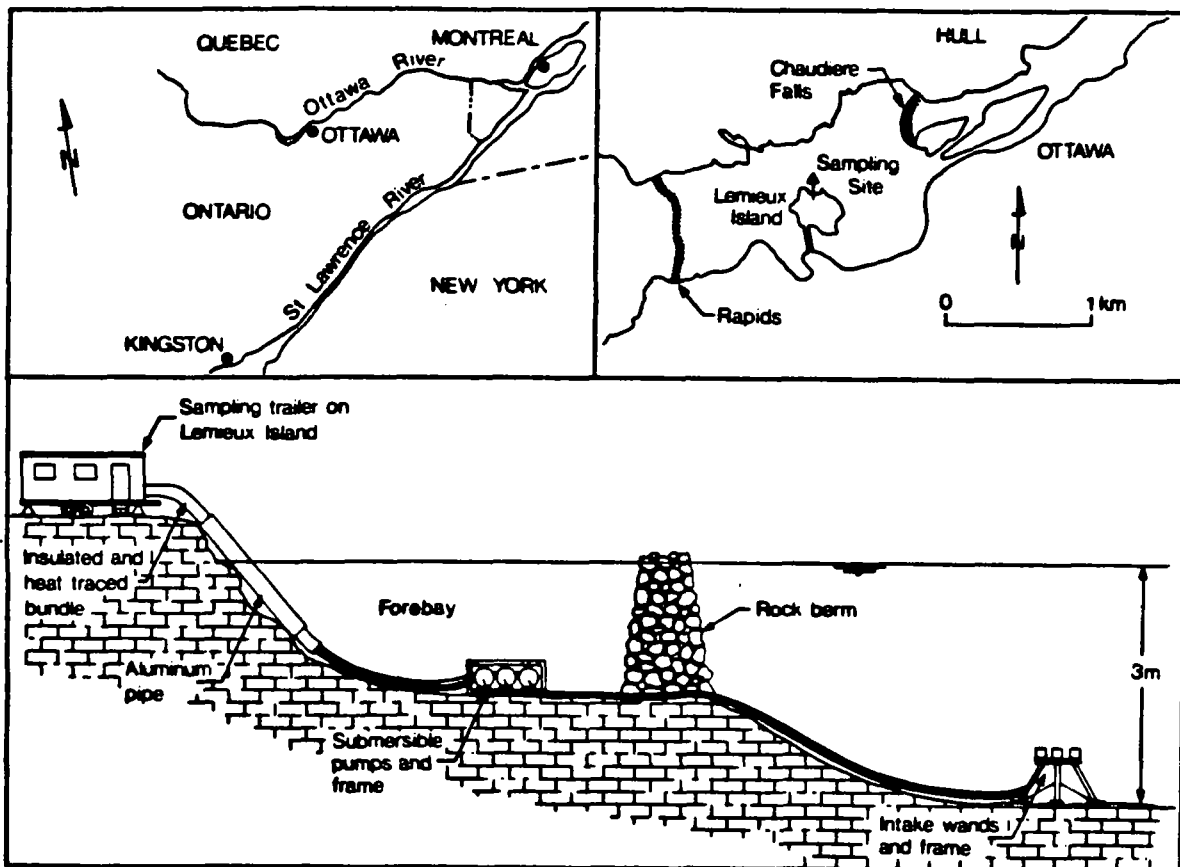 QUEBEC
MONTREAL
Ottawa River
OTTAWA
N
ONTARIO
St Lawrence River
NEW YORK
KINGSTON
HULL
Chaudiere
Falls
OTTAWA
Sampling
Site
Lemieux
Island
N
Rapids
0 1 km
Sampling trailer on
Lemieux Island
Insulated and
heat traced
bundle
Forebay
Rock berm
3m
Aluminum
pipe
Submersible
pumps and
frame
Intake wands
and frame